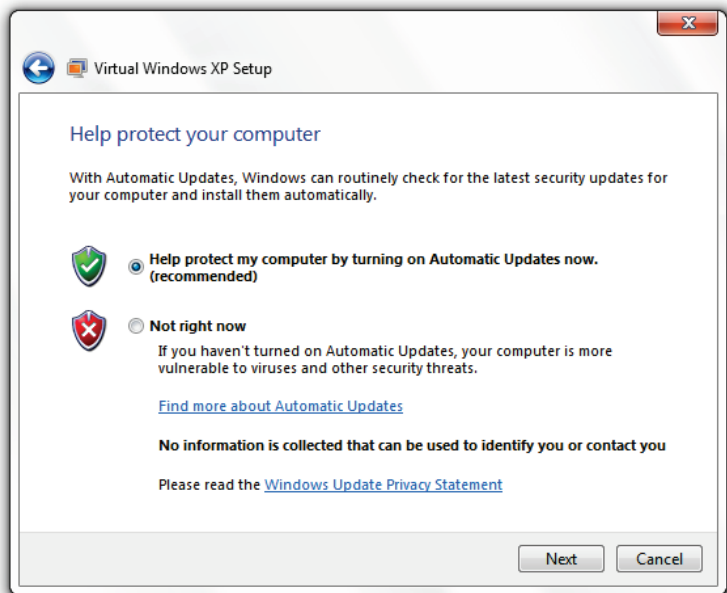 Virtual Windows XP Setup
Help protect your computer
With Automatic Updates, Windows can routinely check for the latest security updates for
your computer and install them automatically.
Help protect my computer by turning on Automatic Updates now.
(recommended)
Not right now
If you haven't turned on Automatic Updates, your computer is more
vulnerable to viruses and other security threats.
Find more about Automatic Updates
No information is collected that can be used to identify you or contact you
Please read the Windows Update Privacy Statement
Next Cancel